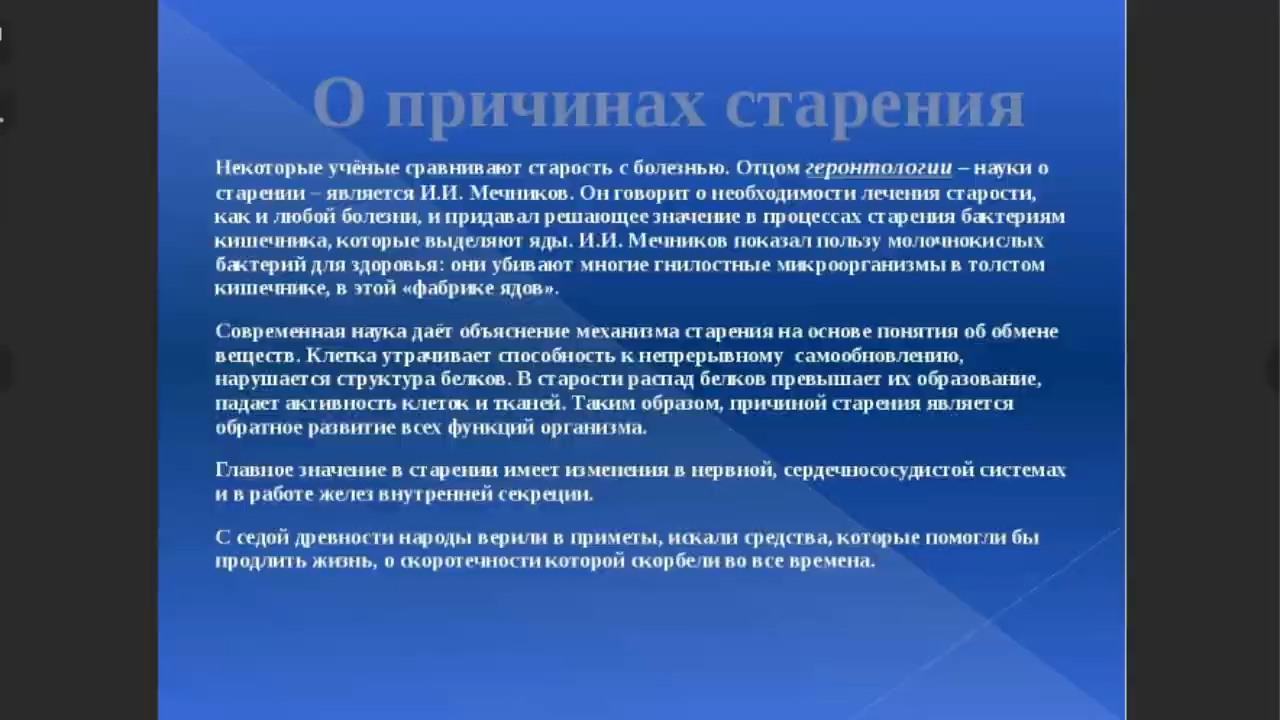 О причинах старения
Некоторые учёные сравнивают старость с болезнью. Отцом геронтологии – науки о
старении – является И.И. Мечников. Он говорит о необходимости лечения старости,
как и любой болезни, и придавал решающее значение в процессах старения бактериям
кишечника, которые выделяют яды. И.И. Мечников показал пользу молочнокислых
бактерий для здоровья: они убивают многие гнилостные микроорганизмы в толстом
кишечнике, в этой «фабрике ядов».
Современная наука даёт объяснение механизма старения на основе понятия об обмене
веществ. Клетка утрачивает способность к непрерывному самообновлению,
нарушается структура белков. В старости распад белков превышает их образование,
падает активность клеток и тканей. Таким образом, причиной старения является
обратное развитие всех функций организма.
Главное значение в старении имеет изменения в нервной, сердечнососудистой системах
и в работе желез внутренней секреции.
С седой древности народы верили в приметы, искали средства, которые помогли бы
продлить жизнь, о скоротечности которой скорбели во все времена.